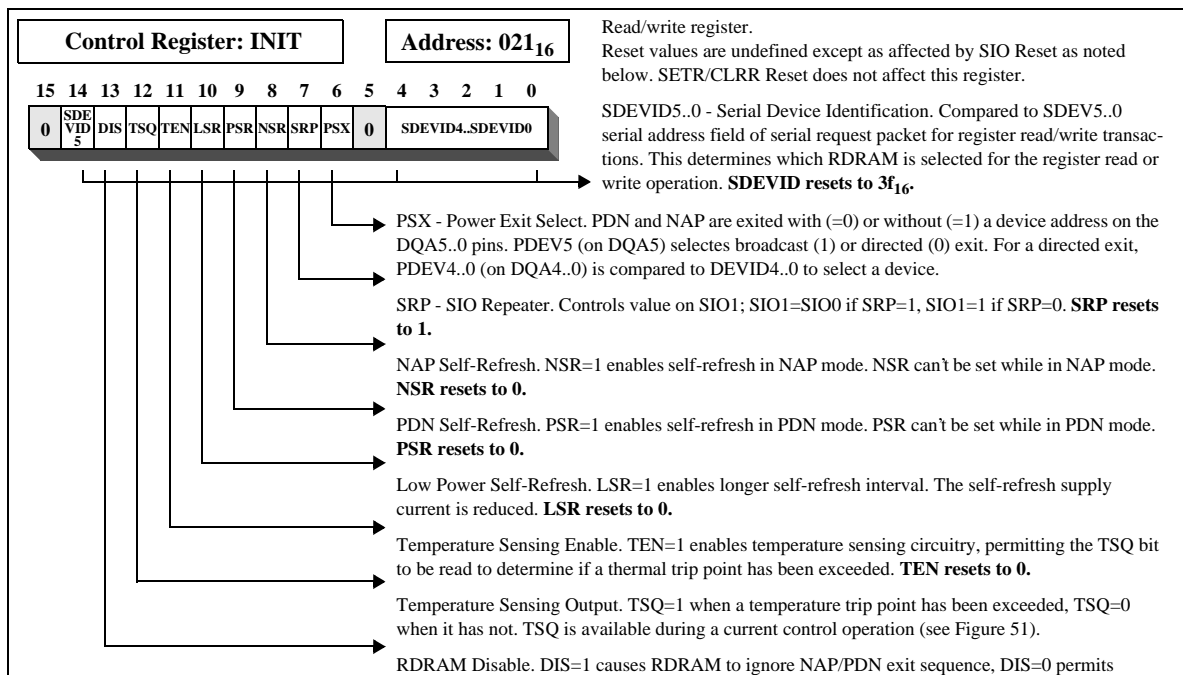 Control Register: INIT
Address: 021₁₆
Read/write register.
Reset values are undefined except as affected by SIO Reset as noted
below. SETR/CLRR Reset does not affect this register.
15 14 13 12 11 10 9 8 7 6 5 4 3 2 1 0
0 SDE VID 5 DIS TSQ TEN LSR PSR NSR SRP PSX 0 SDEVID4..SDEVID0
SDEVID5..0 - Serial Device Identification. Compared to SDEV5..0
serial address field of serial request packet for register read/write transac-
tions. This determines which RDRAM is selected for the register read or
write operation. SDEVID resets to 3f₁₆.
PSX - Power Exit Select. PDN and NAP are exited with (=0) or without (=1) a device address on the
DQA5..0 pins. PDEV5 (on DQA5) selectes broadcast (1) or directed (0) exit. For a directed exit,
PDEV4..0 (on DQA4..0) is compared to DEVID4..0 to select a device.
SRP - SIO Repeater. Controls value on SIO1; SIO1=SIO0 if SRP=1, SIO1=1 if SRP=0. SRP resets
to 1.
NAP Self-Refresh. NSR=1 enables self-refresh in NAP mode. NSR can't be set while in NAP mode.
NSR resets to 0.
PDN Self-Refresh. PSR=1 enables self-refresh in PDN mode. PSR can't be set while in PDN mode.
PSR resets to 0.
Low Power Self-Refresh. LSR=1 enables longer self-refresh interval. The self-refresh supply
current is reduced. LSR resets to 0.
Temperature Sensing Enable. TEN=1 enables temperature sensing circuitry, permitting the TSQ bit
to be read to determine if a thermal trip point has been exceeded. TEN resets to 0.
Temperature Sensing Output. TSQ=1 when a temperature trip point has been exceeded, TSQ=0
when it has not. TSQ is available during a current control operation (see Figure 51).
RDRAM Disable. DIS=1 causes RDRAM to ignore NAP/PDN exit sequence, DIS=0 permits